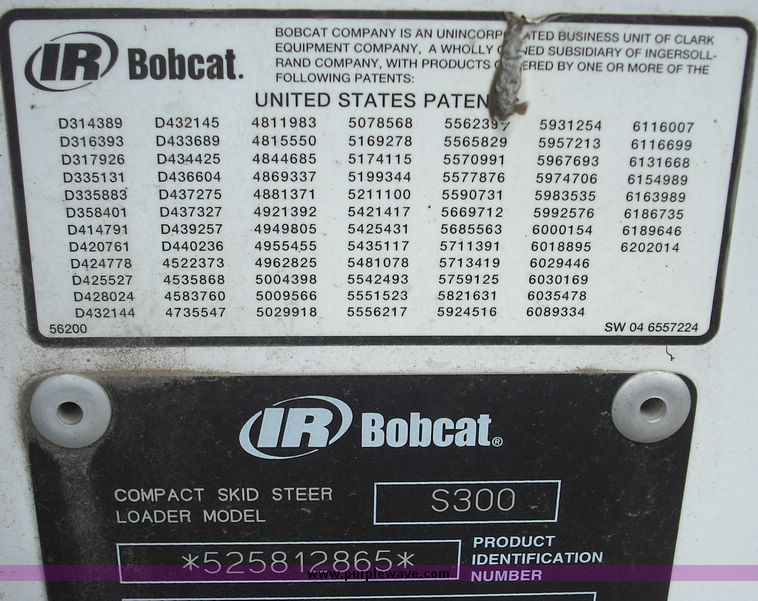 IR Bobcat.
BOBCAT COMPANY IS AN UNINCORPORATED BUSINESS UNIT OF CLARK
EQUIPMENT COMPANY, A WHOLLY OWNED SUBSIDIARY OF INGERSOLL-
RAND COMPANY, WITH PRODUCTS COVERED BY ONE OR MORE OF THE
FOLLOWING PATENTS:
UNITED STATES PATEN
D314389 D432145 4811983 5078568 5562397 5931254 6116007
D316393 D433689 4815550 5169278 5565829 5957213 6116699
D317926 D434425 4844685 5174115 5570991 5967693 6131668
D335131 D436604 4869337 5199344 5577876 5974706 6154989
D335883 D437275 4881371 5211100 5590731 5983535 6163989
D358401 D437327 4921392 5421417 5669712 5992576 6186735
D414791 D439257 4949805 5425431 5685563 6000154 6189646
D420761 D440236 4955455 5435117 5711391 6018895 6202014
D424778 4522373 4962825 5481078 5713419 6029446
D425527 4535868 5004398 5542493 5759125 6030169
D428024 4583760 5009566 5551523 5821631 6035478
D432144 4735547 5029918 5556217 5924516 6089334
56200 SW 04 6557224
IR Bobcat®
COMPACT SKID STEER
LOADER MODEL
S300
*525812865*
PRODUCT
IDENTIFICATION
NUMBER
www.purplewave.com